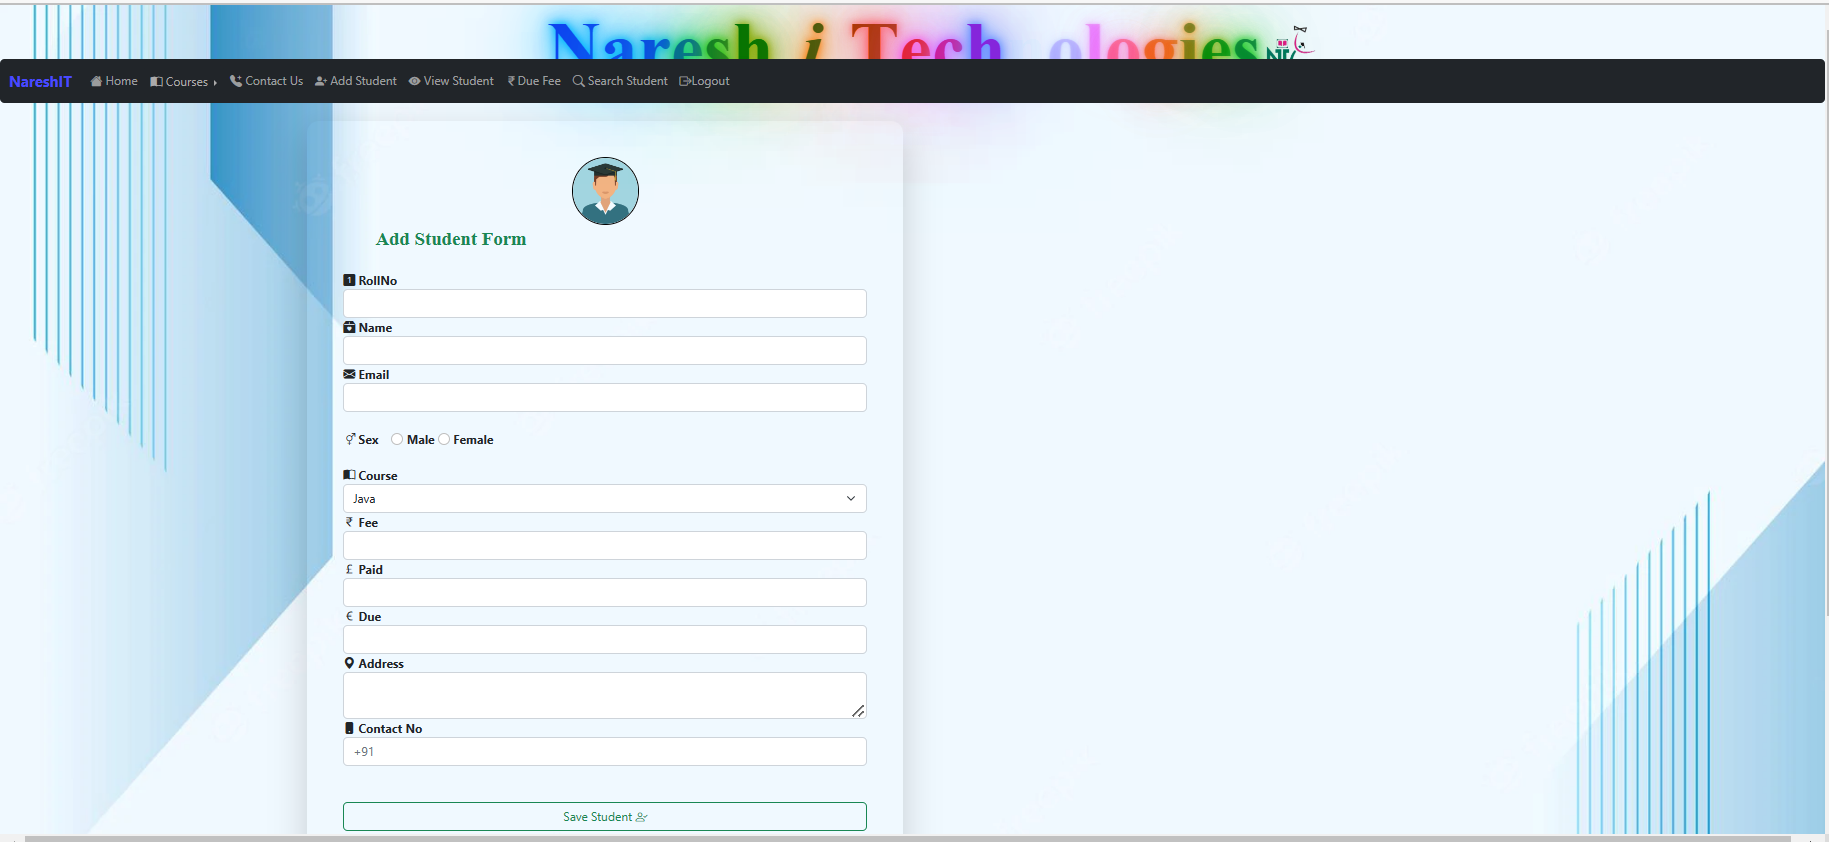 Naresh i Tech ologies
NareshIT Home Courses Contact Us Add Student View Student ₹ Due Fee Search Student Logout
Add Student Form
1 RollNo
Name
Email
Sex Male Female
Course
Java
₹ Fee
£ Paid
€ Due
Address
Contact No
+91
Save Student